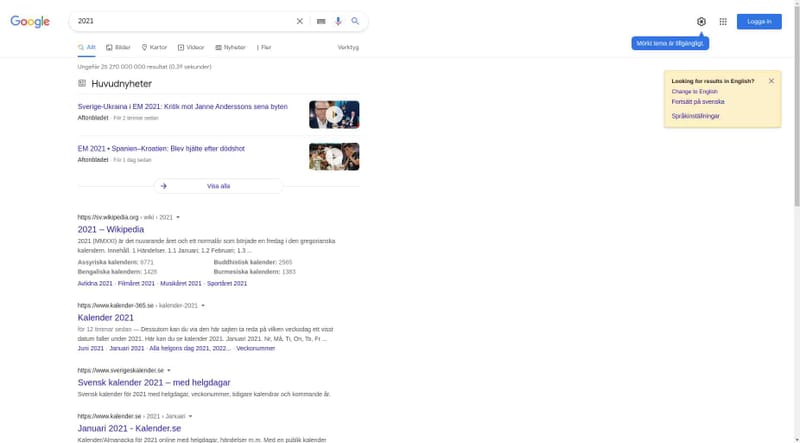 Google
2021
Logga in
Allt
Bilder
Kartor
Videor
Nyheter
Fler
Verktyg
Mörkt tema är tillgängligt.
Ungefär 25 270 000 000 resultat (0,39 sekunder)
Looking for results in English?
Change to English
Fortsätt på svenska
Språkinställningar
Huvudnyheter
Sverige-Ukraina i EM 2021: Kritik mot Janne Anderssons sena byten
Aftonbladet · För 2 timmar sedan
EM 2021 • Spanien–Kroatien: Blev hjälte efter dödshot
Aftonbladet · För 1 dag sedan
Visa alla
https://sv.wikipedia.org › wiki › 2021
2021 – Wikipedia
2021 (MMXXI) är det nuvarande året och ett normalår som började en fredag i den gregorianska
kalendern. Innehåll. 1 Händelser. 1.1 Januari; 1.2 Februari; 1.3 ...
Assyriska kalendern: 6771
Buddhistisk kalender: 2565
Bengaliska kalendern: 1428
Burmesiska kalendern: 1383
Avlidna 2021 · Filmåret 2021 · Musikåret 2021 · Sportåret 2021
https://www.kalender-365.se › kalender-2021
Kalender 2021
för 12 timmar sedan — Dessutom kan du via den här sajten ta reda på vilken veckodag ett visst
datum faller under 2021. Här kan du se kalender 2021. Januari 2021. Nr, Må, Ti, On, To, Fr ...
Juni 2021 · Januari 2021 · Alla helgons dag 2021, 2022,.. · Veckonummer
https://www.sverigeskalender.se
Svensk kalender 2021 – med helgdagar
Svensk kalender för 2021 med helgdagar, veckonummer, tidigare kalendrar och kommande år.
https://www.kalender.se › 2021 › Januari
Januari 2021 - Kalender.se
Kalender/Almanacka för 2021 online med helgdagar, händelser m.m. Med en publik kalender